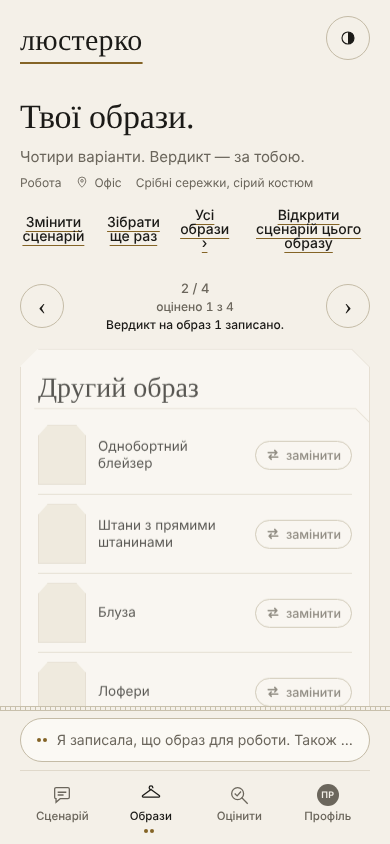 люстерко
Твої образи.
Чотири варіанти. Вердикт — за тобою.
Робота Офіс Срібні сережки, сірий костюм
Змінити сценарій
Зібрати ще раз
Усі образи ›
Відкрити сценарій цього образу
‹
2 / 4
оцінено 1 з 4
Вердикт на образ 1 записано.
›
Другий образ
Однобортний блейзер
замінити
Штани з прямими штанинами
замінити
Блуза
замінити
Лофери
замінити
Я записала, що образ для роботи. Також ...
Сценарій
Образи
Оцінити
ПР
Профіль